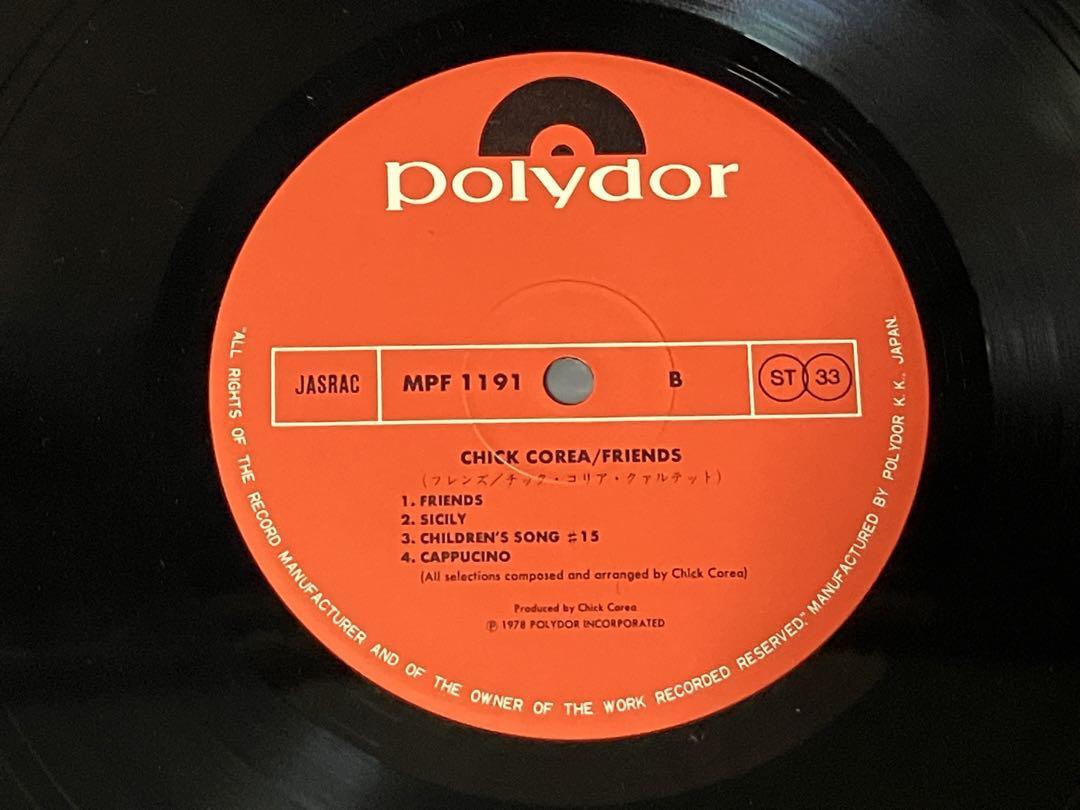 polydor
JASRAC MPF 1191 B ST 33
CHICK COREA/FRIENDS
(フレンズ/チック・コリア・クァルテット)
1. FRIENDS
2. SICILY
3. CHILDREN'S SONG ♯15
4. CAPPUCINO
(All selections composed and arranged by Chick Corea)
Produced by Chick Corea
Ⓟ 1978 POLYDOR INCORPORATED
"ALL RIGHTS OF THE RECORD MANUFACTURER AND OF THE OWNER OF THE WORK RECORDED RESERVED." MANUFACTURED BY POLYDOR K.K., JAPAN.